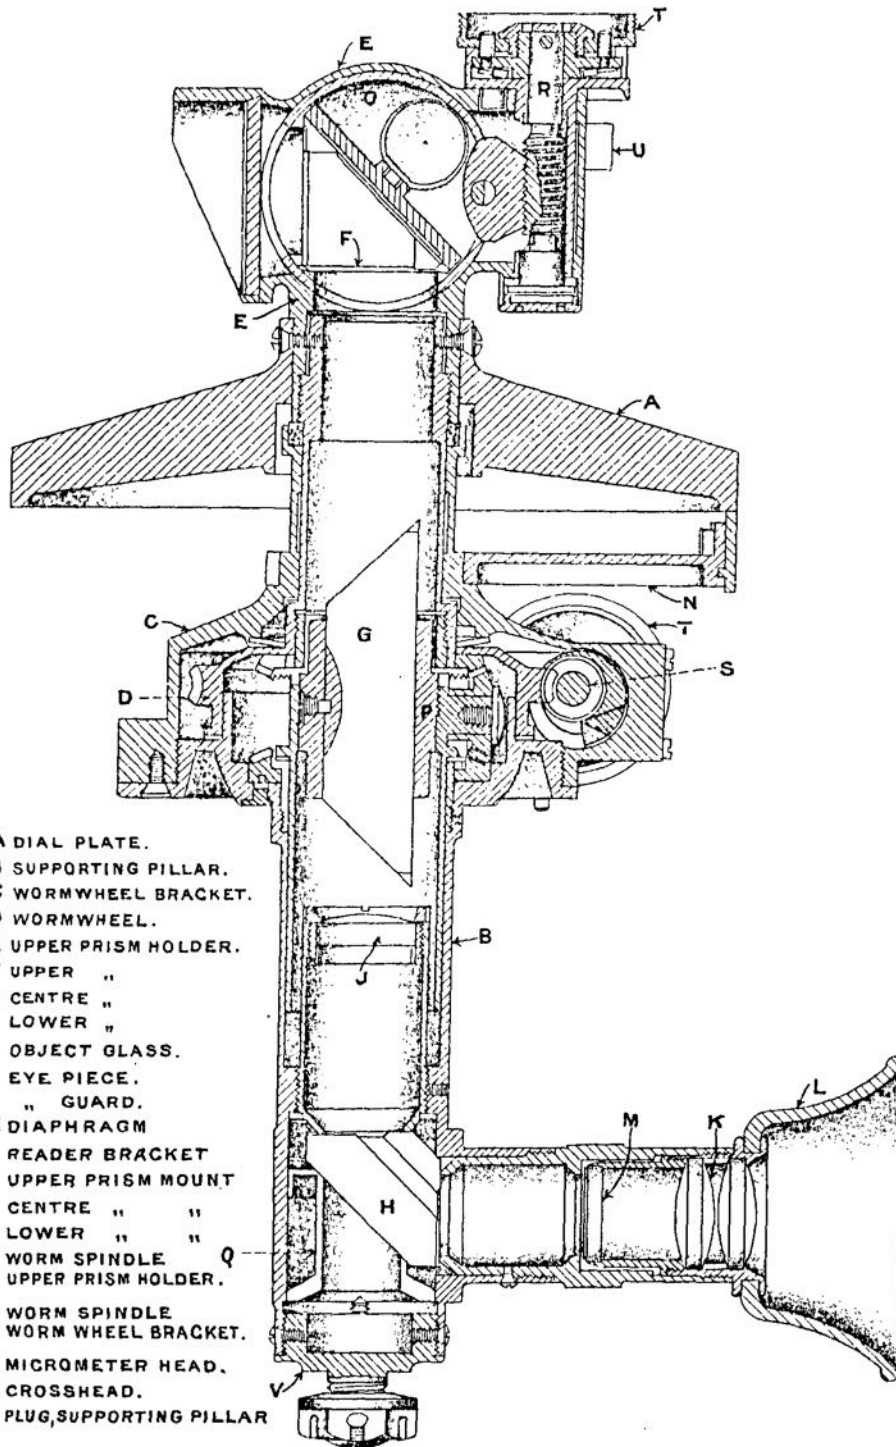 T
E
O
R
U
F
E
A
N
C
T
G
S
D
P
A DIAL PLATE.
SUPPORTING PILLAR.
WORMWHEEL BRACKET.
WORMWHEEL.
UPPER PRISM HOLDER.
UPPER "
CENTRE "
LOWER "
OBJECT GLASS.
EYE PIECE.
" GUARD.
DIAPHRAGM
READER BRACKET
UPPER PRISM MOUNT
CENTRE " "
LOWER " "
WORM SPINDLE
UPPER PRISM HOLDER.
WORM SPINDLE
WORM WHEEL BRACKET.
MICROMETER HEAD.
CROSSHEAD.
PLUG, SUPPORTING PILLAR
B
J
L
M
K
H
Q
V